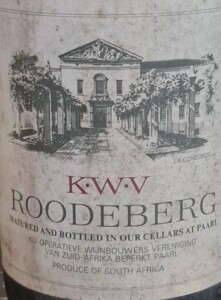 LA CONCORDE
K·W·V
ROODEBERG
MATURED AND BOTTLED IN OUR CELLARS AT PAARL
KO-OPERATIEVE WIJNBOUWERS VERENIGING
VAN ZUID-AFRIKA BEPERKT, PAARL
PRODUCE OF SOUTH AFRICA